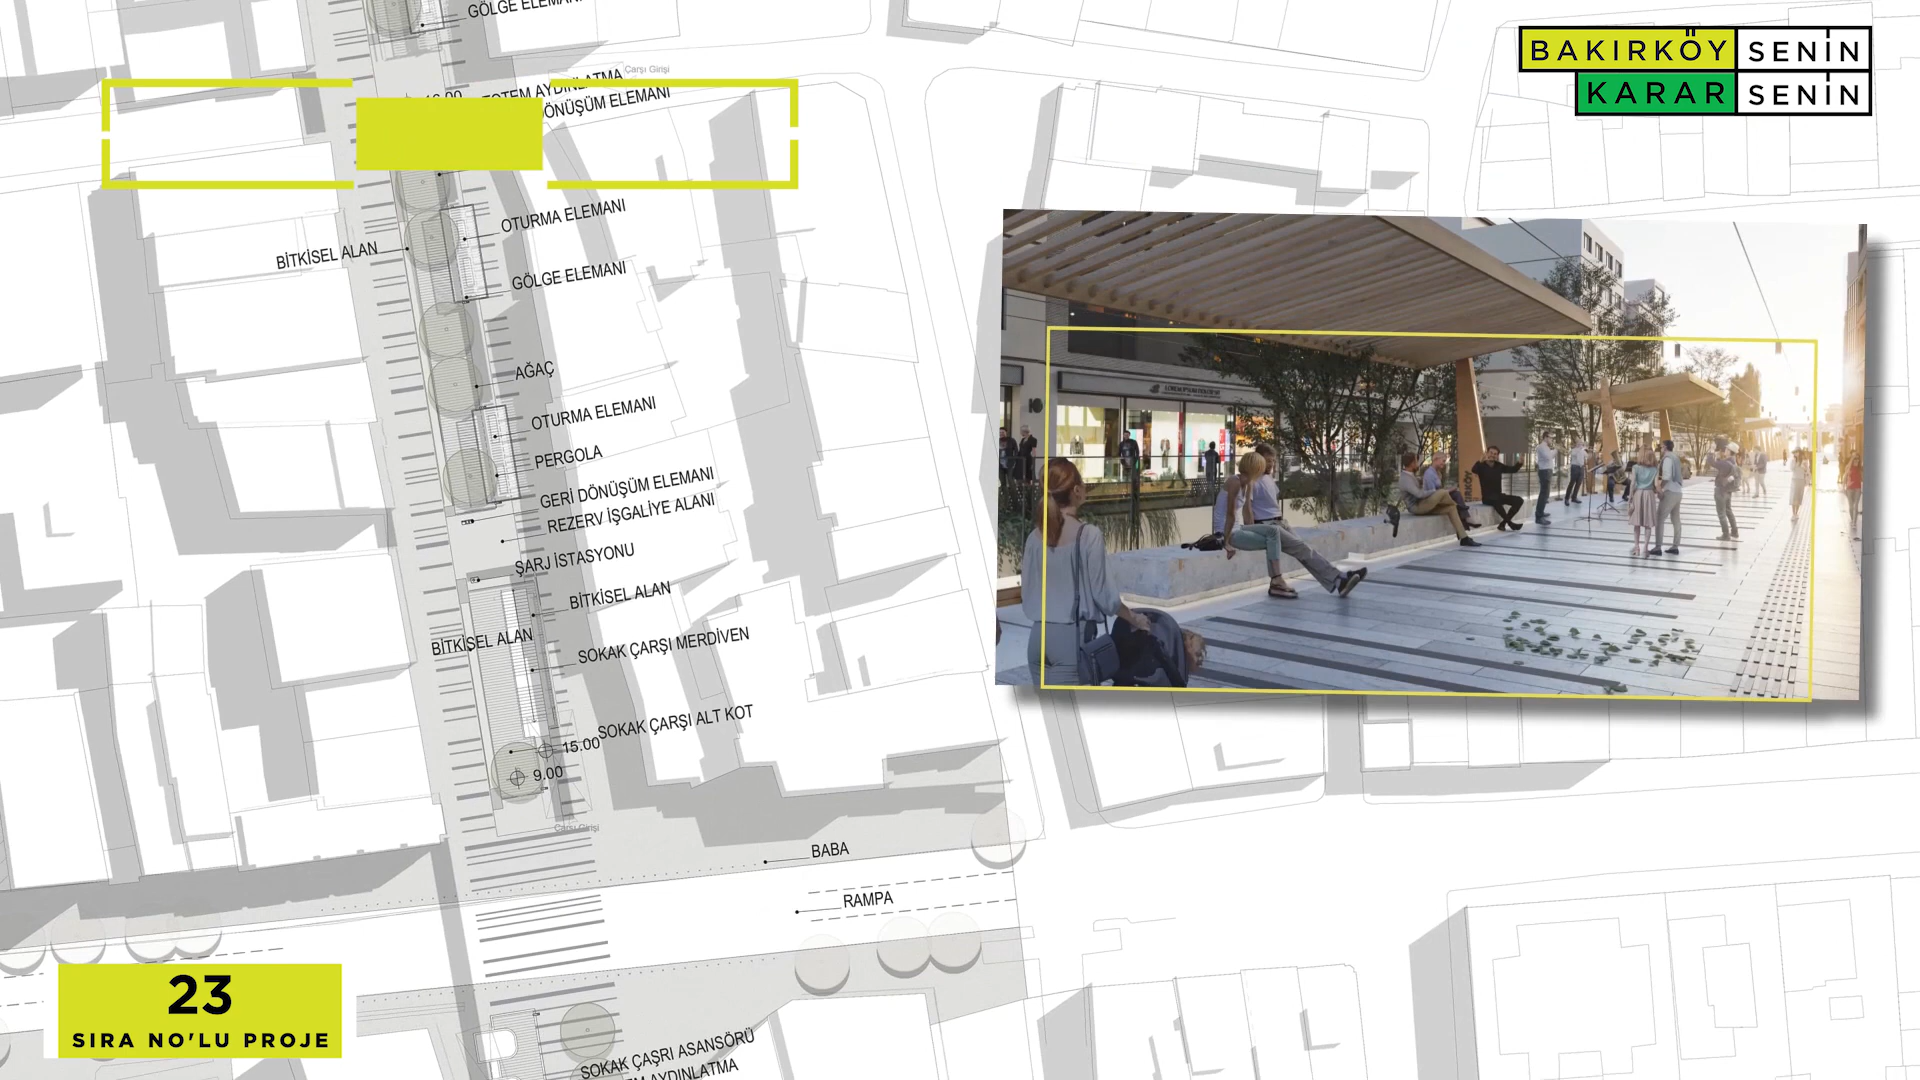 GÖLGE ELEMANI
Çarşı Girişi
BAKIRKÖY SENİN
KARAR SENİN
TOTEM AYDINLATMA
DÖNÜŞÜM ELEMANI
OTURMA ELEMANI
BİTKİSEL ALAN
GÖLGE ELEMANI
AĞAÇ
OTURMA ELEMANI
PERGOLA
GERİ DÖNÜŞÜM ELEMANI
REZERV İŞGALİYE ALANI
ŞARJ İSTASYONU
BİTKİSEL ALAN
BİTKİSEL ALAN
SOKAK ÇARŞI MERDİVEN
SOKAK ÇARŞI ALT KOT
15.00
9.00
Çarşı Girişi
BABA
RAMPA
23
SIRA NO'LU PROJE
SOKAK ÇAŞRI ASANSÖRÜ
AYDINLATMA